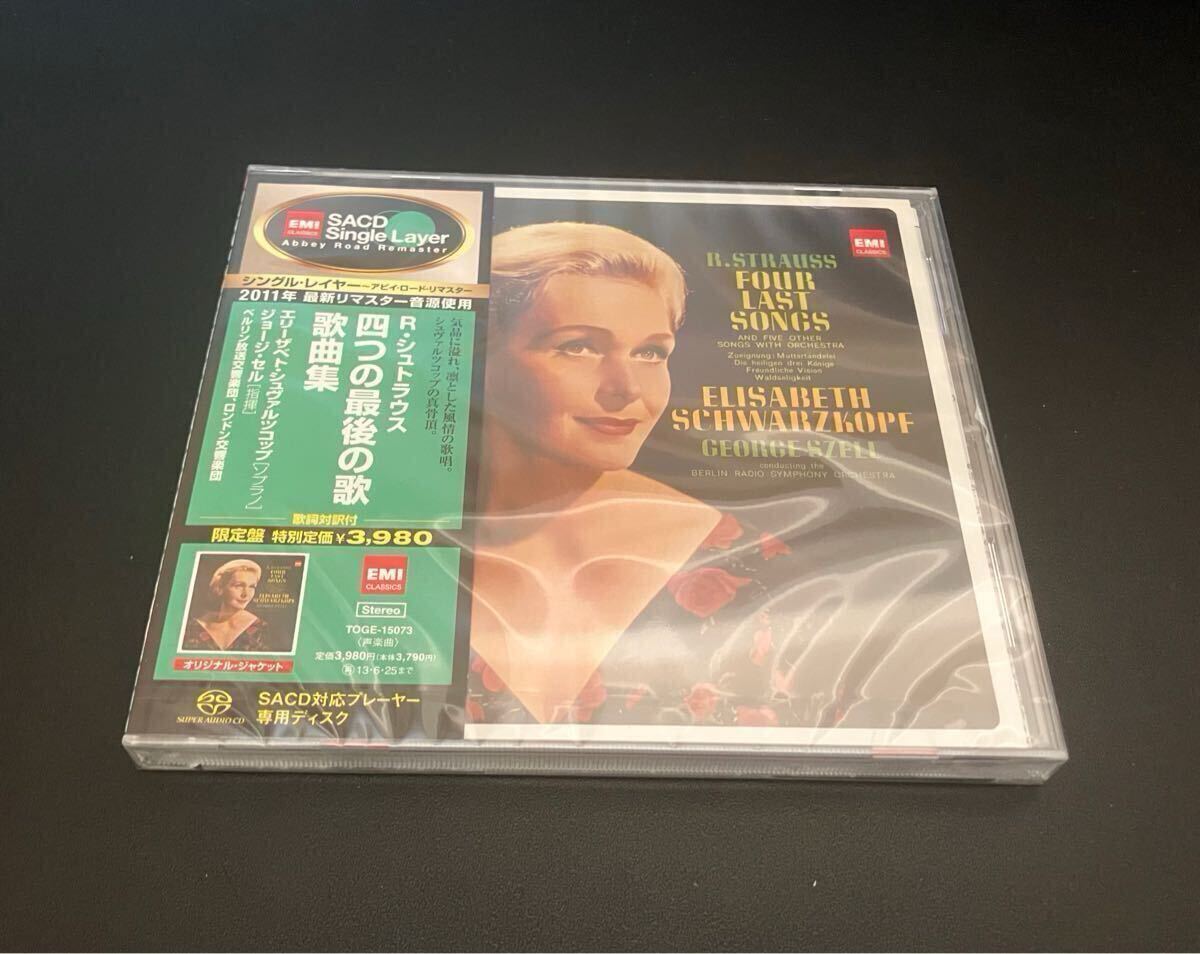 EMI
CLASSICS
SACD
Single Layer
Abbey Road Remaster
シングル・レイヤー～アビイ・ロード・リマスター
2011年 最新リマスター音源使用
気品に溢れ、凛とした風情の歌唱。
シュヴァルツコップの真骨頂。
R・シュトラウス
四つの最後の歌
歌曲集
エリーザベト・シュヴァルツコップ［ソプラノ］
ジョージ・セル［指揮］
ベルリン放送交響楽団、ロンドン交響楽団
歌詞対訳付
限定盤 特別定価¥3,980
FOUR
LAST
SONGS
オリジナル・ジャケット
EMI
CLASSICS
Stereo
TOGE-15073
〈声楽曲〉
定価3,980円(本体3,790円)
再13・6・25まで
SUPER AUDIO CD
SACD対応プレーヤー
専用ディスク
EMI
CLASSICS
R.STRAUSS
FOUR
LAST
SONGS
AND FIVE OTHER
SONGS WITH ORCHESTRA
Zueignung: Muttertändelei
Die heiligen drei Könige
Freundliche Vision
Waldseligkeit
ELISABETH
SCHWARZKOPF
GEORGE SZELL
conducting the
BERLIN RADIO SYMPHONY ORCHESTRA